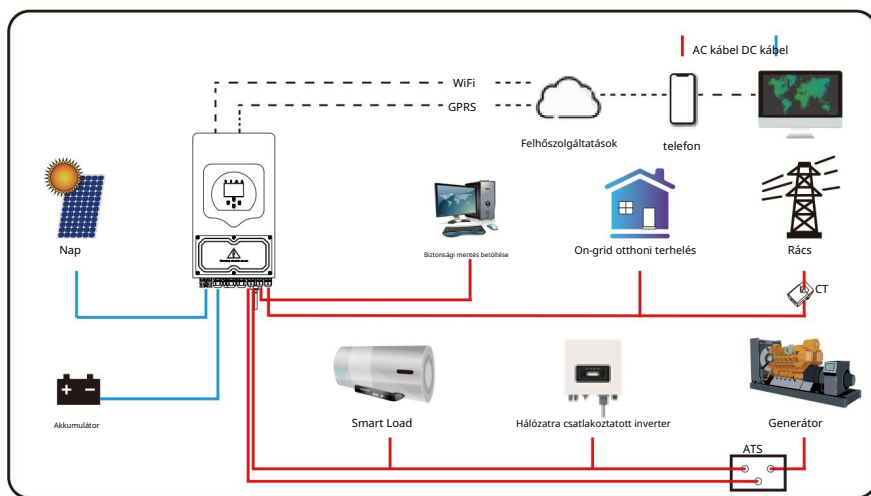 AC kábel DC kábel
WiFi
GPRS
Felhőszolgáltatások
telefon
Nap
Biztonsági mentés betöltése
On-grid otthoni terhelés
Rács
CT
Akkumulátor
Smart Load
Hálózatra csatlakoztatott inverter
Generátor
ATS